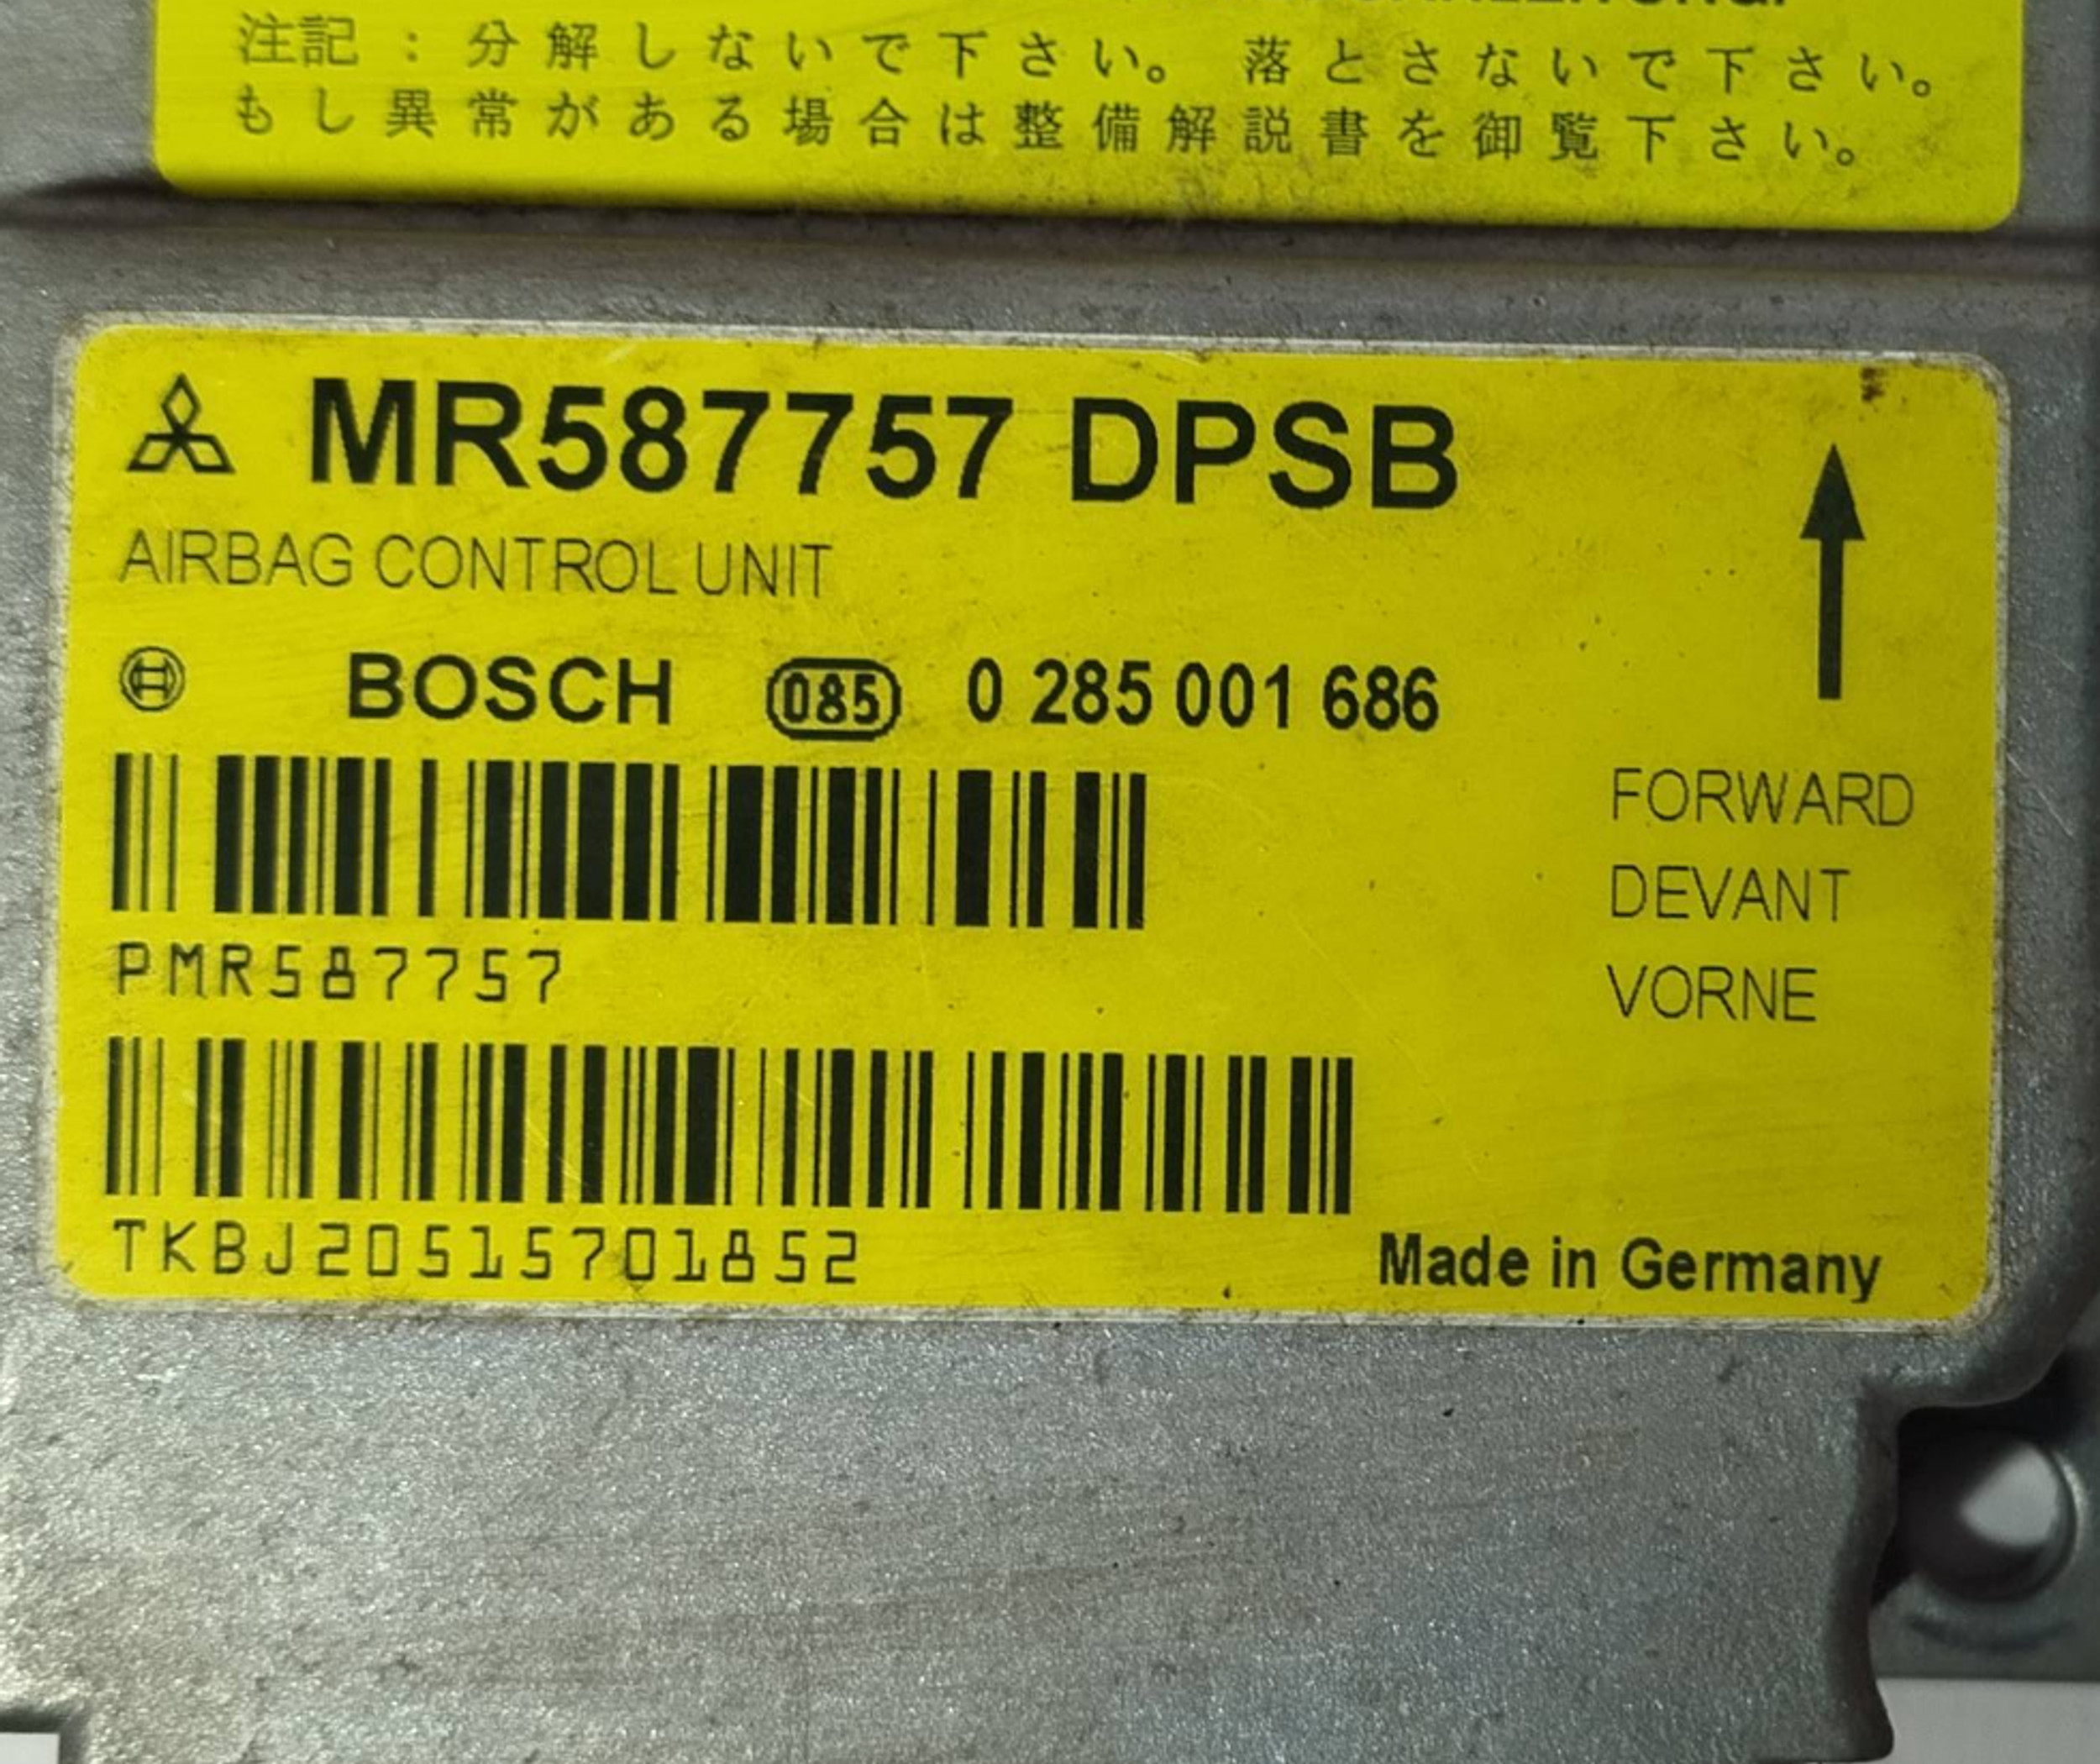 注記:分解しないで下さい。 落とさないで下さい。
もし異常がある場合は整備解説書を御覧下さい。
MR587757 DPSB
AIRBAG CONTROL UNIT
BOSCH 085 0 285 001 686
FORWARD
DEVANT
PMR587757
VORNE
TKBJ20515701852
Made in Germany